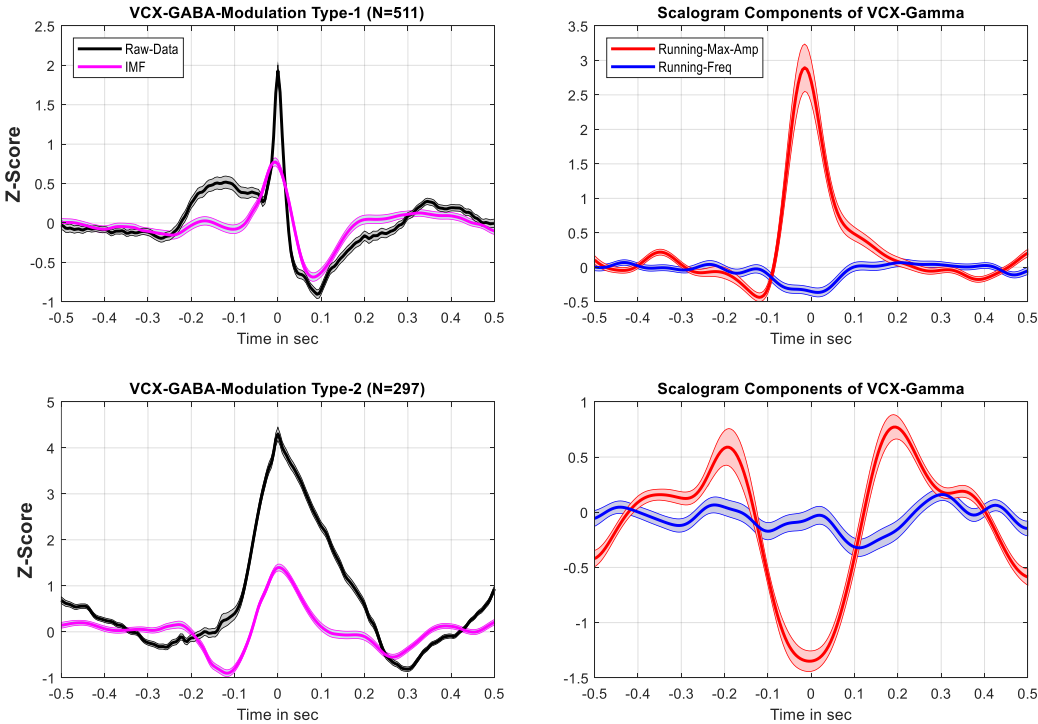 VCX-GABA-Modulation Type-1 (N=511)
Z-Score
2.5
2
1.5
1
0.5
0
-0.5
-1
Raw-Data
IMF
-0.5 -0.4 -0.3 -0.2 -0.1 0 0.1 0.2 0.3 0.4 0.5
Time in sec
Scalogram Components of VCX-Gamma
3.5
3
2.5
2
1.5
1
0.5
0
-0.5
Running-Max-Amp
Running-Freq
-0.5 -0.4 -0.3 -0.2 -0.1 0 0.1 0.2 0.3 0.4 0.5
Time in sec
VCX-GABA-Modulation Type-2 (N=297)
Z-Score
5
4
3
2
1
0
-1
-0.5 -0.4 -0.3 -0.2 -0.1 0 0.1 0.2 0.3 0.4 0.5
Time in sec
Scalogram Components of VCX-Gamma
1
0.5
0
-0.5
-1
-1.5
-0.5 -0.4 -0.3 -0.2 -0.1 0 0.1 0.2 0.3 0.4 0.5
Time in sec